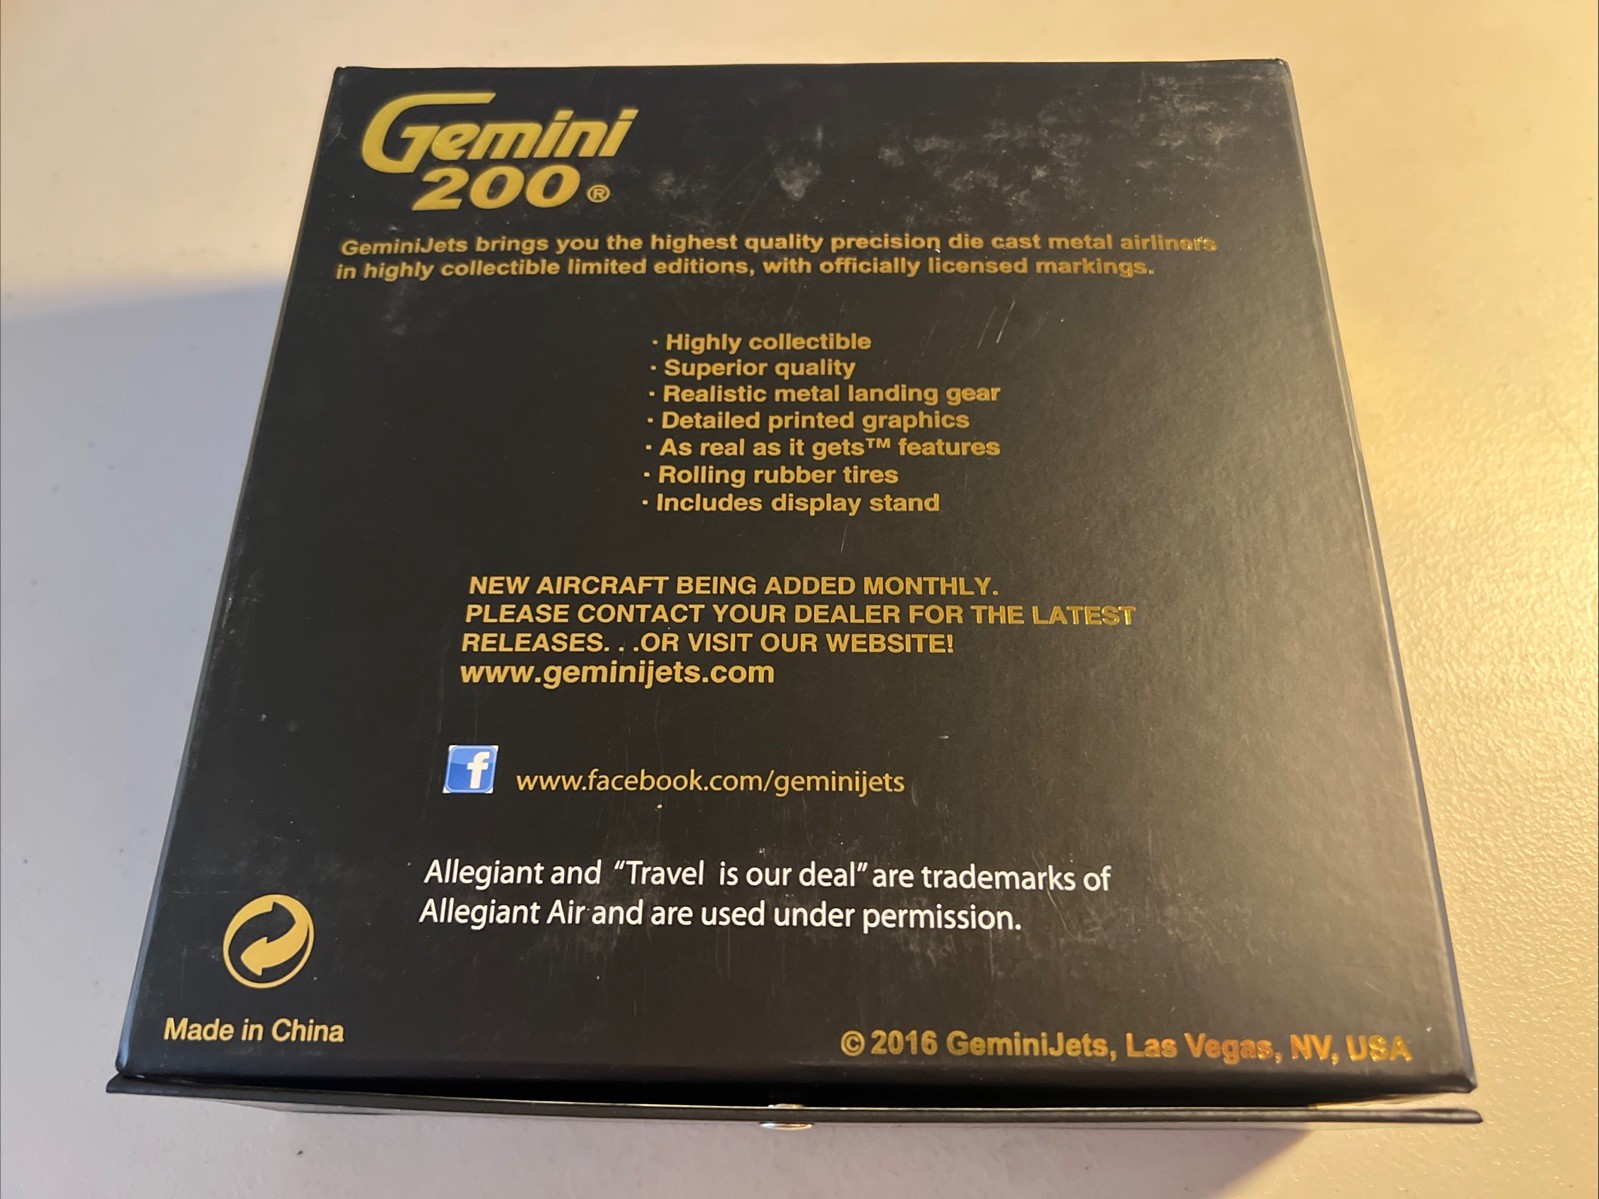 Gemini
200®
GeminiJets brings you the highest quality precision die cast metal airliners
in highly collectible limited editions, with officially licensed markings.
· Highly collectible
· Superior quality
· Realistic metal landing gear
· Detailed printed graphics
· As real as it gets™ features
· Rolling rubber tires
· Includes display stand
NEW AIRCRAFT BEING ADDED MONTHLY.
PLEASE CONTACT YOUR DEALER FOR THE LATEST
RELEASES. . .OR VISIT OUR WEBSITE!
www.geminijets.com
f www.facebook.com/geminijets
Allegiant and “Travel is our deal” are trademarks of
Allegiant Air and are used under permission.
Made in China
© 2016 GeminiJets, Las Vegas, NV, USA